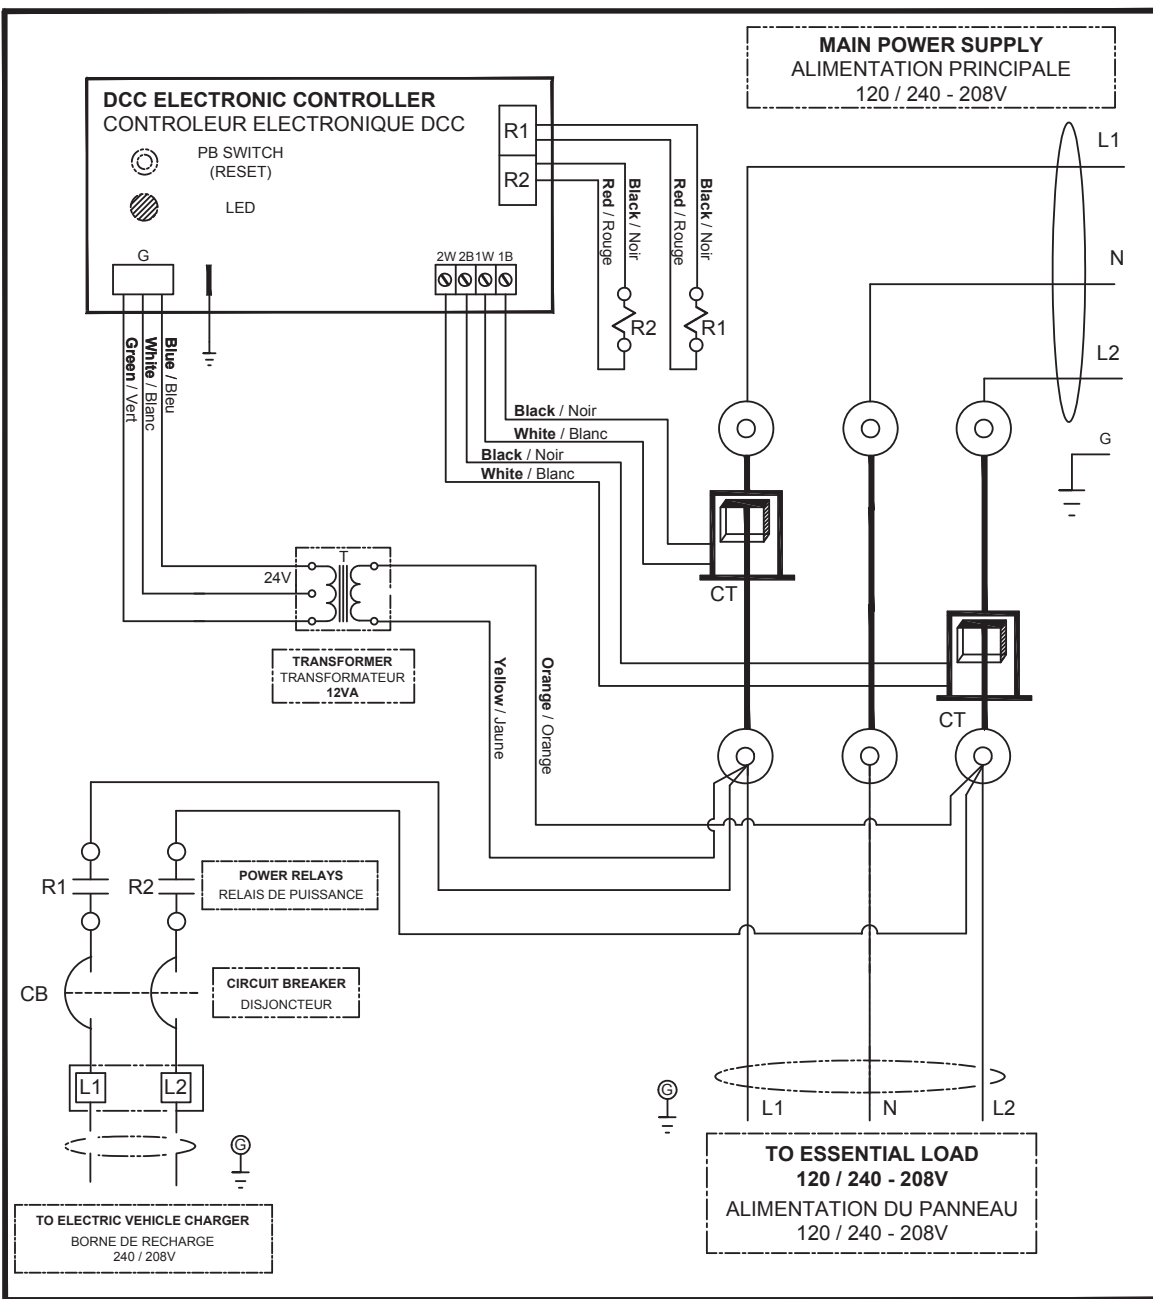 MAIN POWER SUPPLY
ALIMENTATION PRINCIPALE
120 / 240 - 208V
DCC ELECTRONIC CONTROLLER
CONTROLEUR ELECTRONIQUE DCC
PB SWITCH
(RESET)
LED
R1
R2
G
2W 2B 1W 1B
Red / Rouge
Black / Noir
Red / Rouge
Black / Noir
R2
R1
L1
N
L2
G
Green / Vert
White / Blanc
Blue / Bleu
Black / Noir
White / Blanc
Black / Noir
White / Blanc
24V
T
TRANSFORMER
TRANSFORMATEUR
12VA
Yellow / Jaune
Orange / Orange
CT
CT
R1
R2
POWER RELAYS
RELAIS DE PUISSANCE
CB
CIRCUIT BREAKER
DISJONCTEUR
L1
L2
G
G
L1
N
L2
TO ELECTRIC VEHICLE CHARGER
BORNE DE RECHARGE
240 / 208V
TO ESSENTIAL LOAD
120 / 240 - 208V
ALIMENTATION DU PANNEAU
120 / 240 - 208V